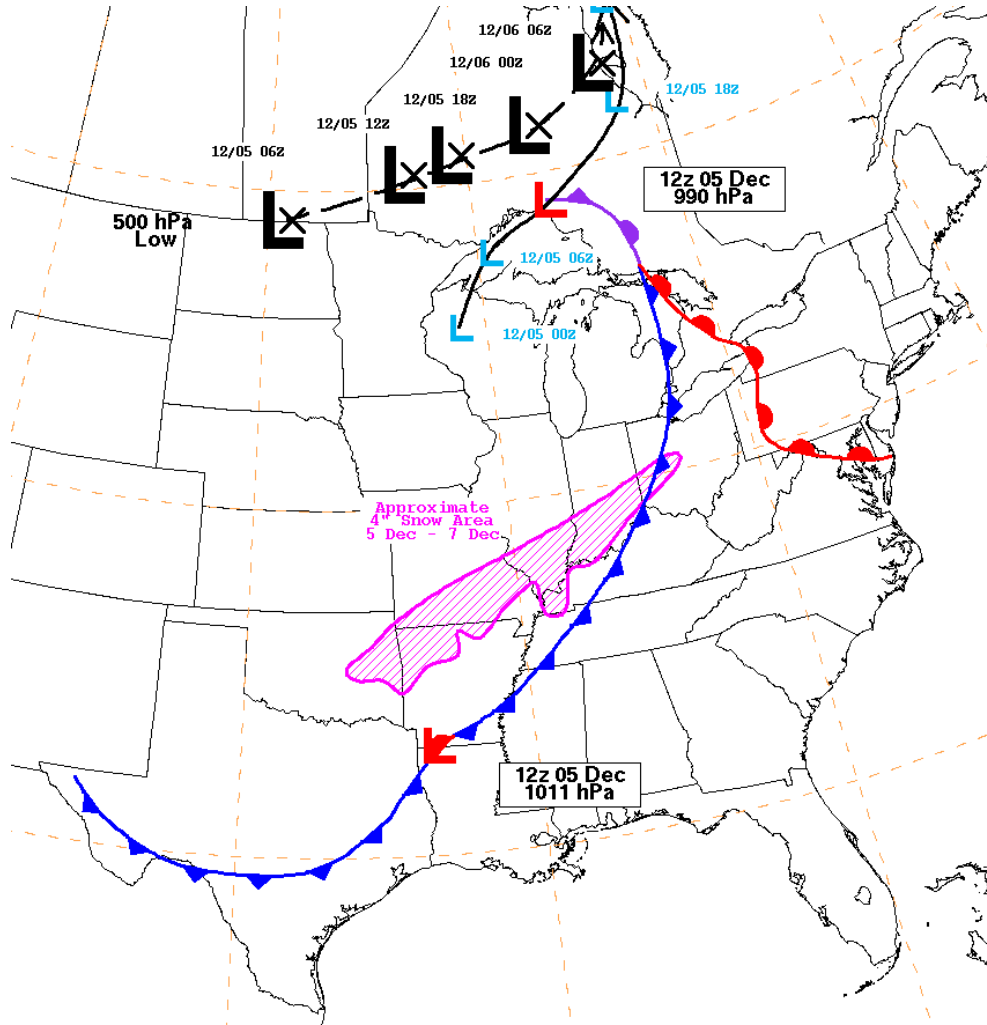 12/06 06z
12/06 00z
12/05 18z
12/05 18Z
12/05 12z
12/05 06Z
12z 05 Dec
990 hPa
500 hPa
Low
12/05 06Z
12/05 00Z
Approximate
4" Snow Area
5 Dec - 7 Dec
12z 05 Dec
1011 hPa
L
L
L
L
L
L
L
L
L
L
L